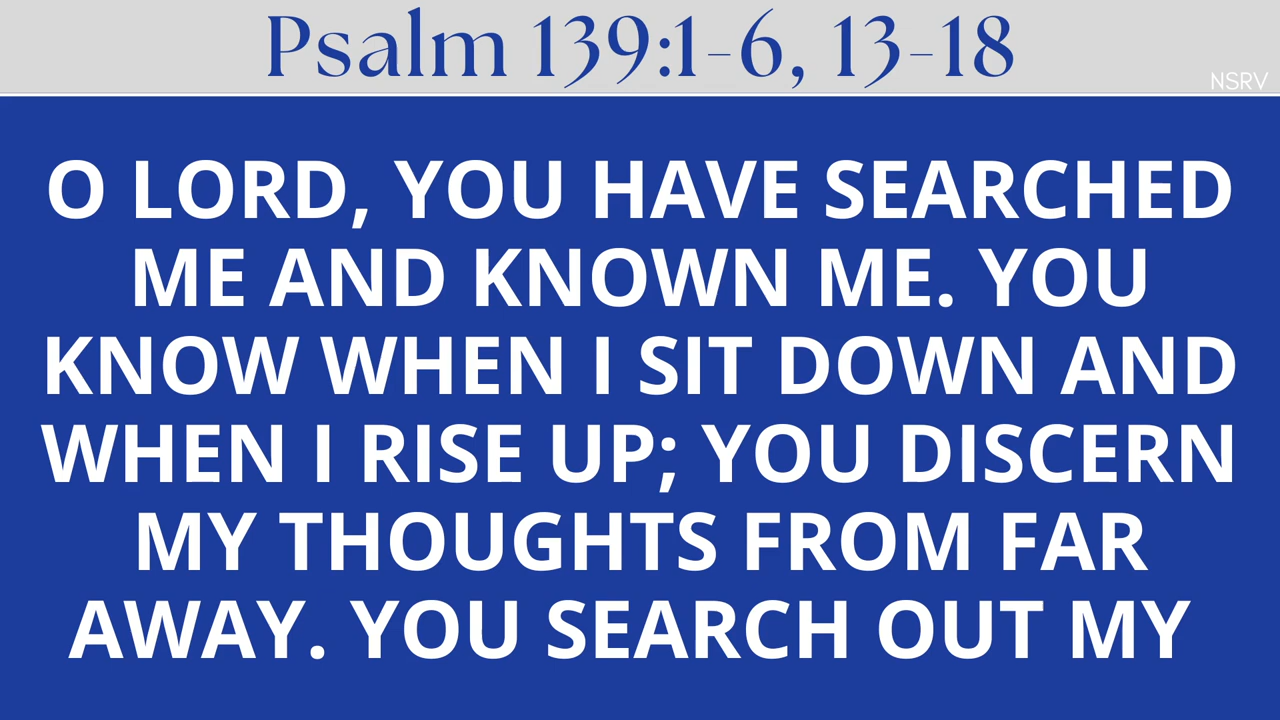 Psalm 139:1-6, 13-18
NSRV
O LORD, YOU HAVE SEARCHED
ME AND KNOWN ME. YOU
KNOW WHEN I SIT DOWN AND
WHEN I RISE UP; YOU DISCERN
MY THOUGHTS FROM FAR
AWAY. YOU SEARCH OUT MY